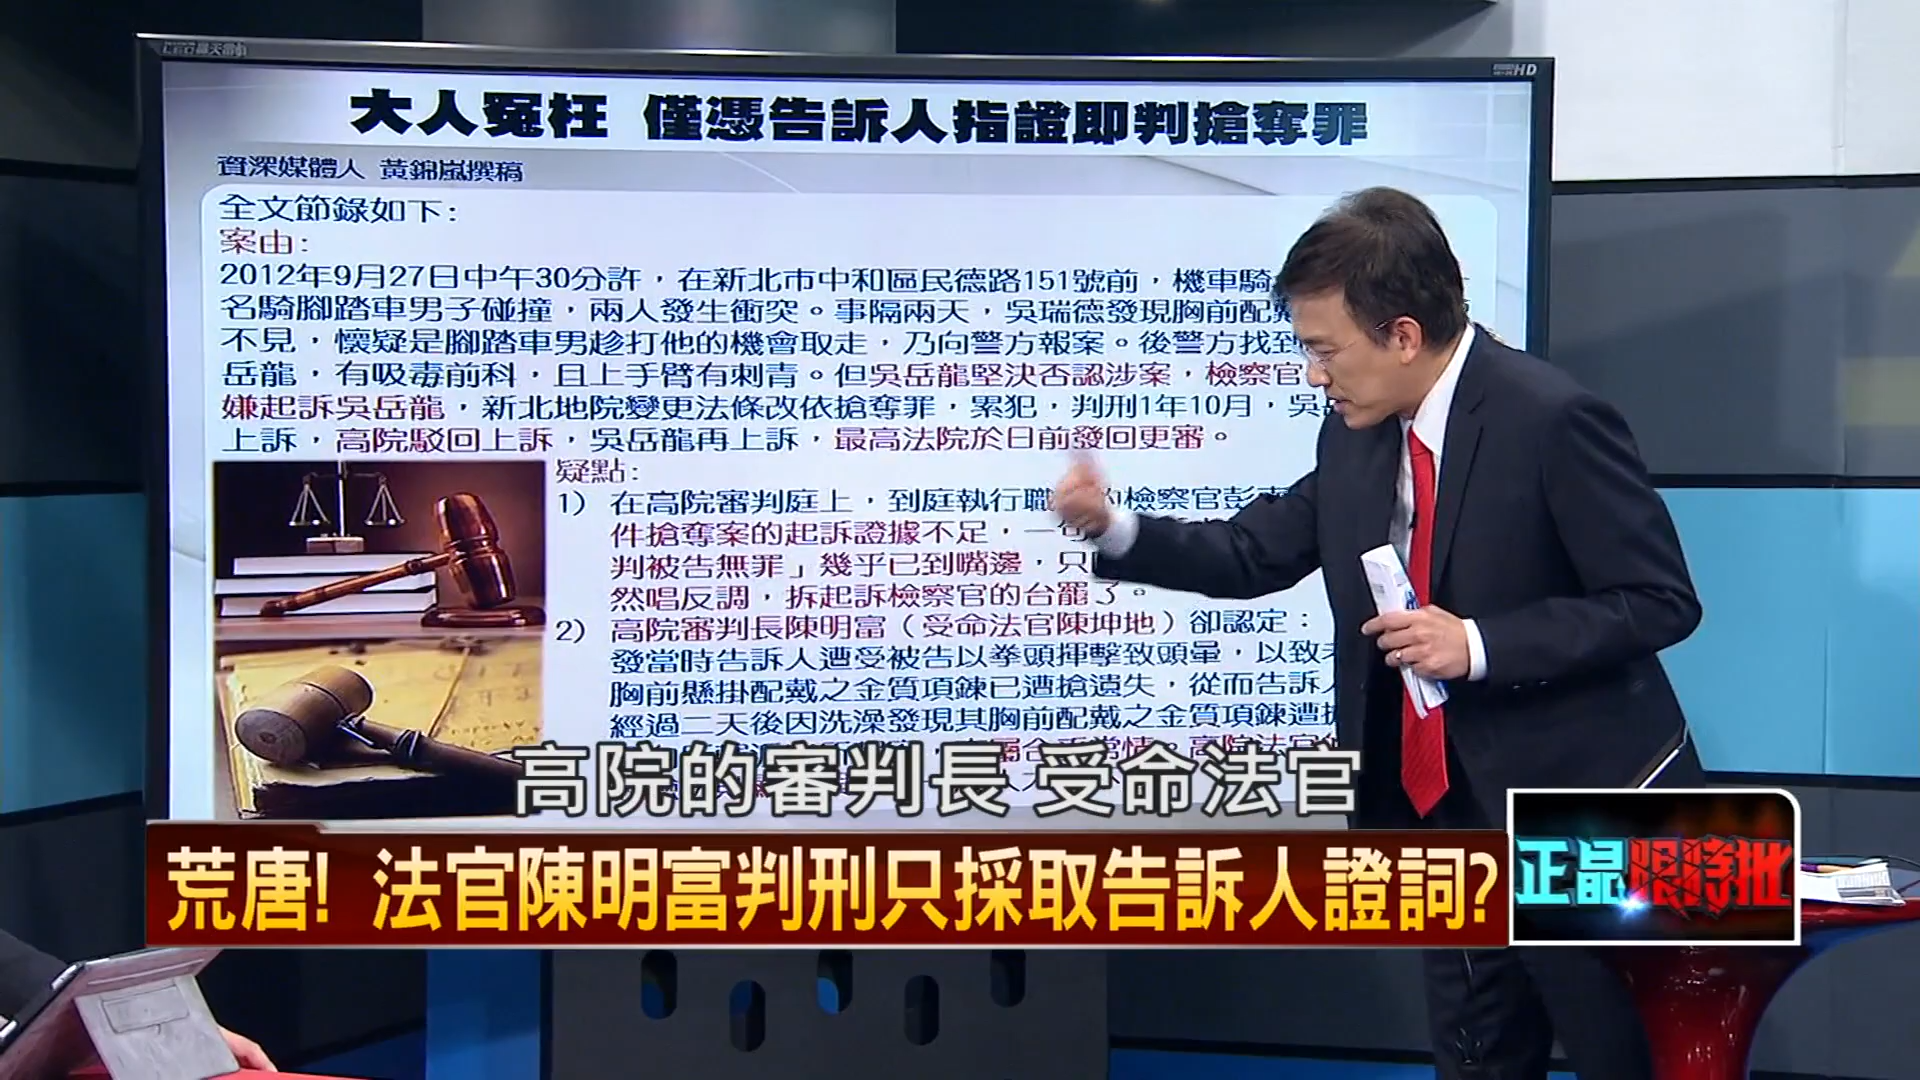 大人冤枉 僅憑告訴人指證即判搶奪罪
資深媒體人 黃錦嵐撰稿
全文節錄如下:
案由:
2012年9月27日中午30分許，在新北市中和區民德路151號前，機車騎
名騎腳踏車男子碰撞，兩人發生衝突。事隔兩天，吳瑞德發現胸前配戴
不見，懷疑是腳踏車男趁打他的機會取走，乃向警方報案。後警方找到
岳龍，有吸毒前科，且上手臂有刺青。但吳岳龍堅決否認涉案，檢察官
嫌起訴吳岳龍，新北地院變更法條改依搶奪罪，累犯，判刑1年10月，吳
上訴，高院駁回上訴，吳岳龍再上訴，最高法院於日前發回更審。
疑點:
1) 在高院審判庭上，到庭執行職 的檢察官彭
件搶奪案的起訴證據不足，一句
判被告無罪」幾乎已到嘴邊，只
然唱反調，拆起訴檢察官的台罷了。
2) 高院審判長陳明富（受命法官陳坤地）卻認定：
發當時告訴人遭受被告以拳頭揮擊致頭暈，以致未
胸前懸掛配戴之金質項鍊已遭搶遺失，從而告訴人
經過二天後因洗澡發現其胸前配戴之金質項鍊遭
高院的審判長 受命法官
荒唐! 法官陳明富判刑只採取告訴人證詞?
正晶限時批
HD